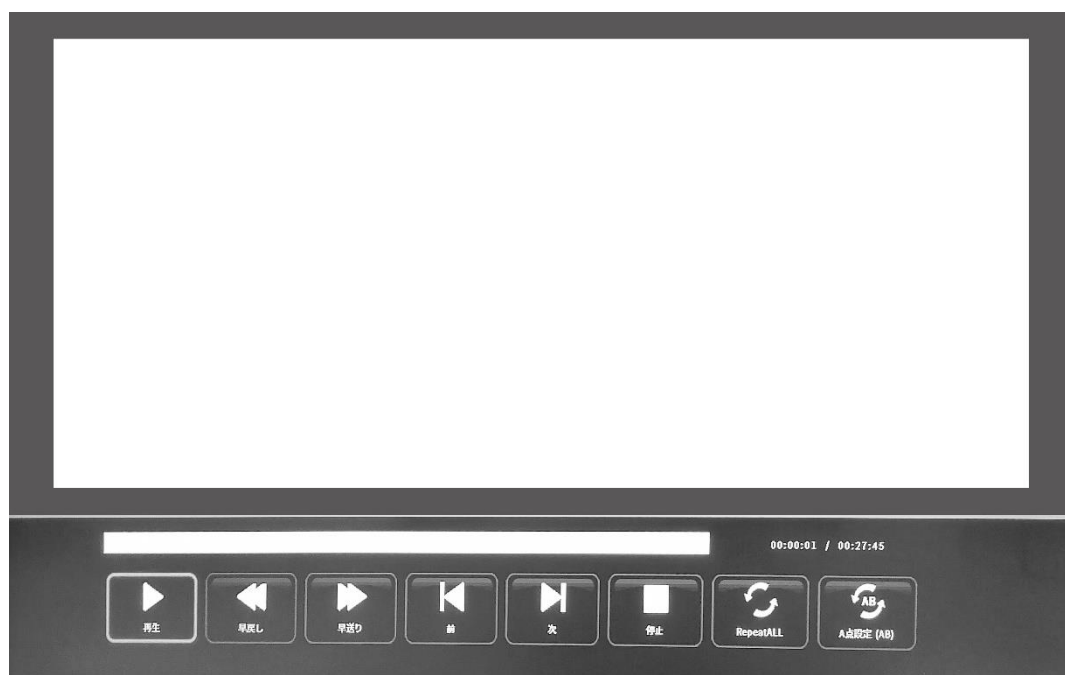 00:00:01 / 00:27:45
再生
早戻し
早送り
前
次
停止
RepeatALL
AB
A点設定 (AB)